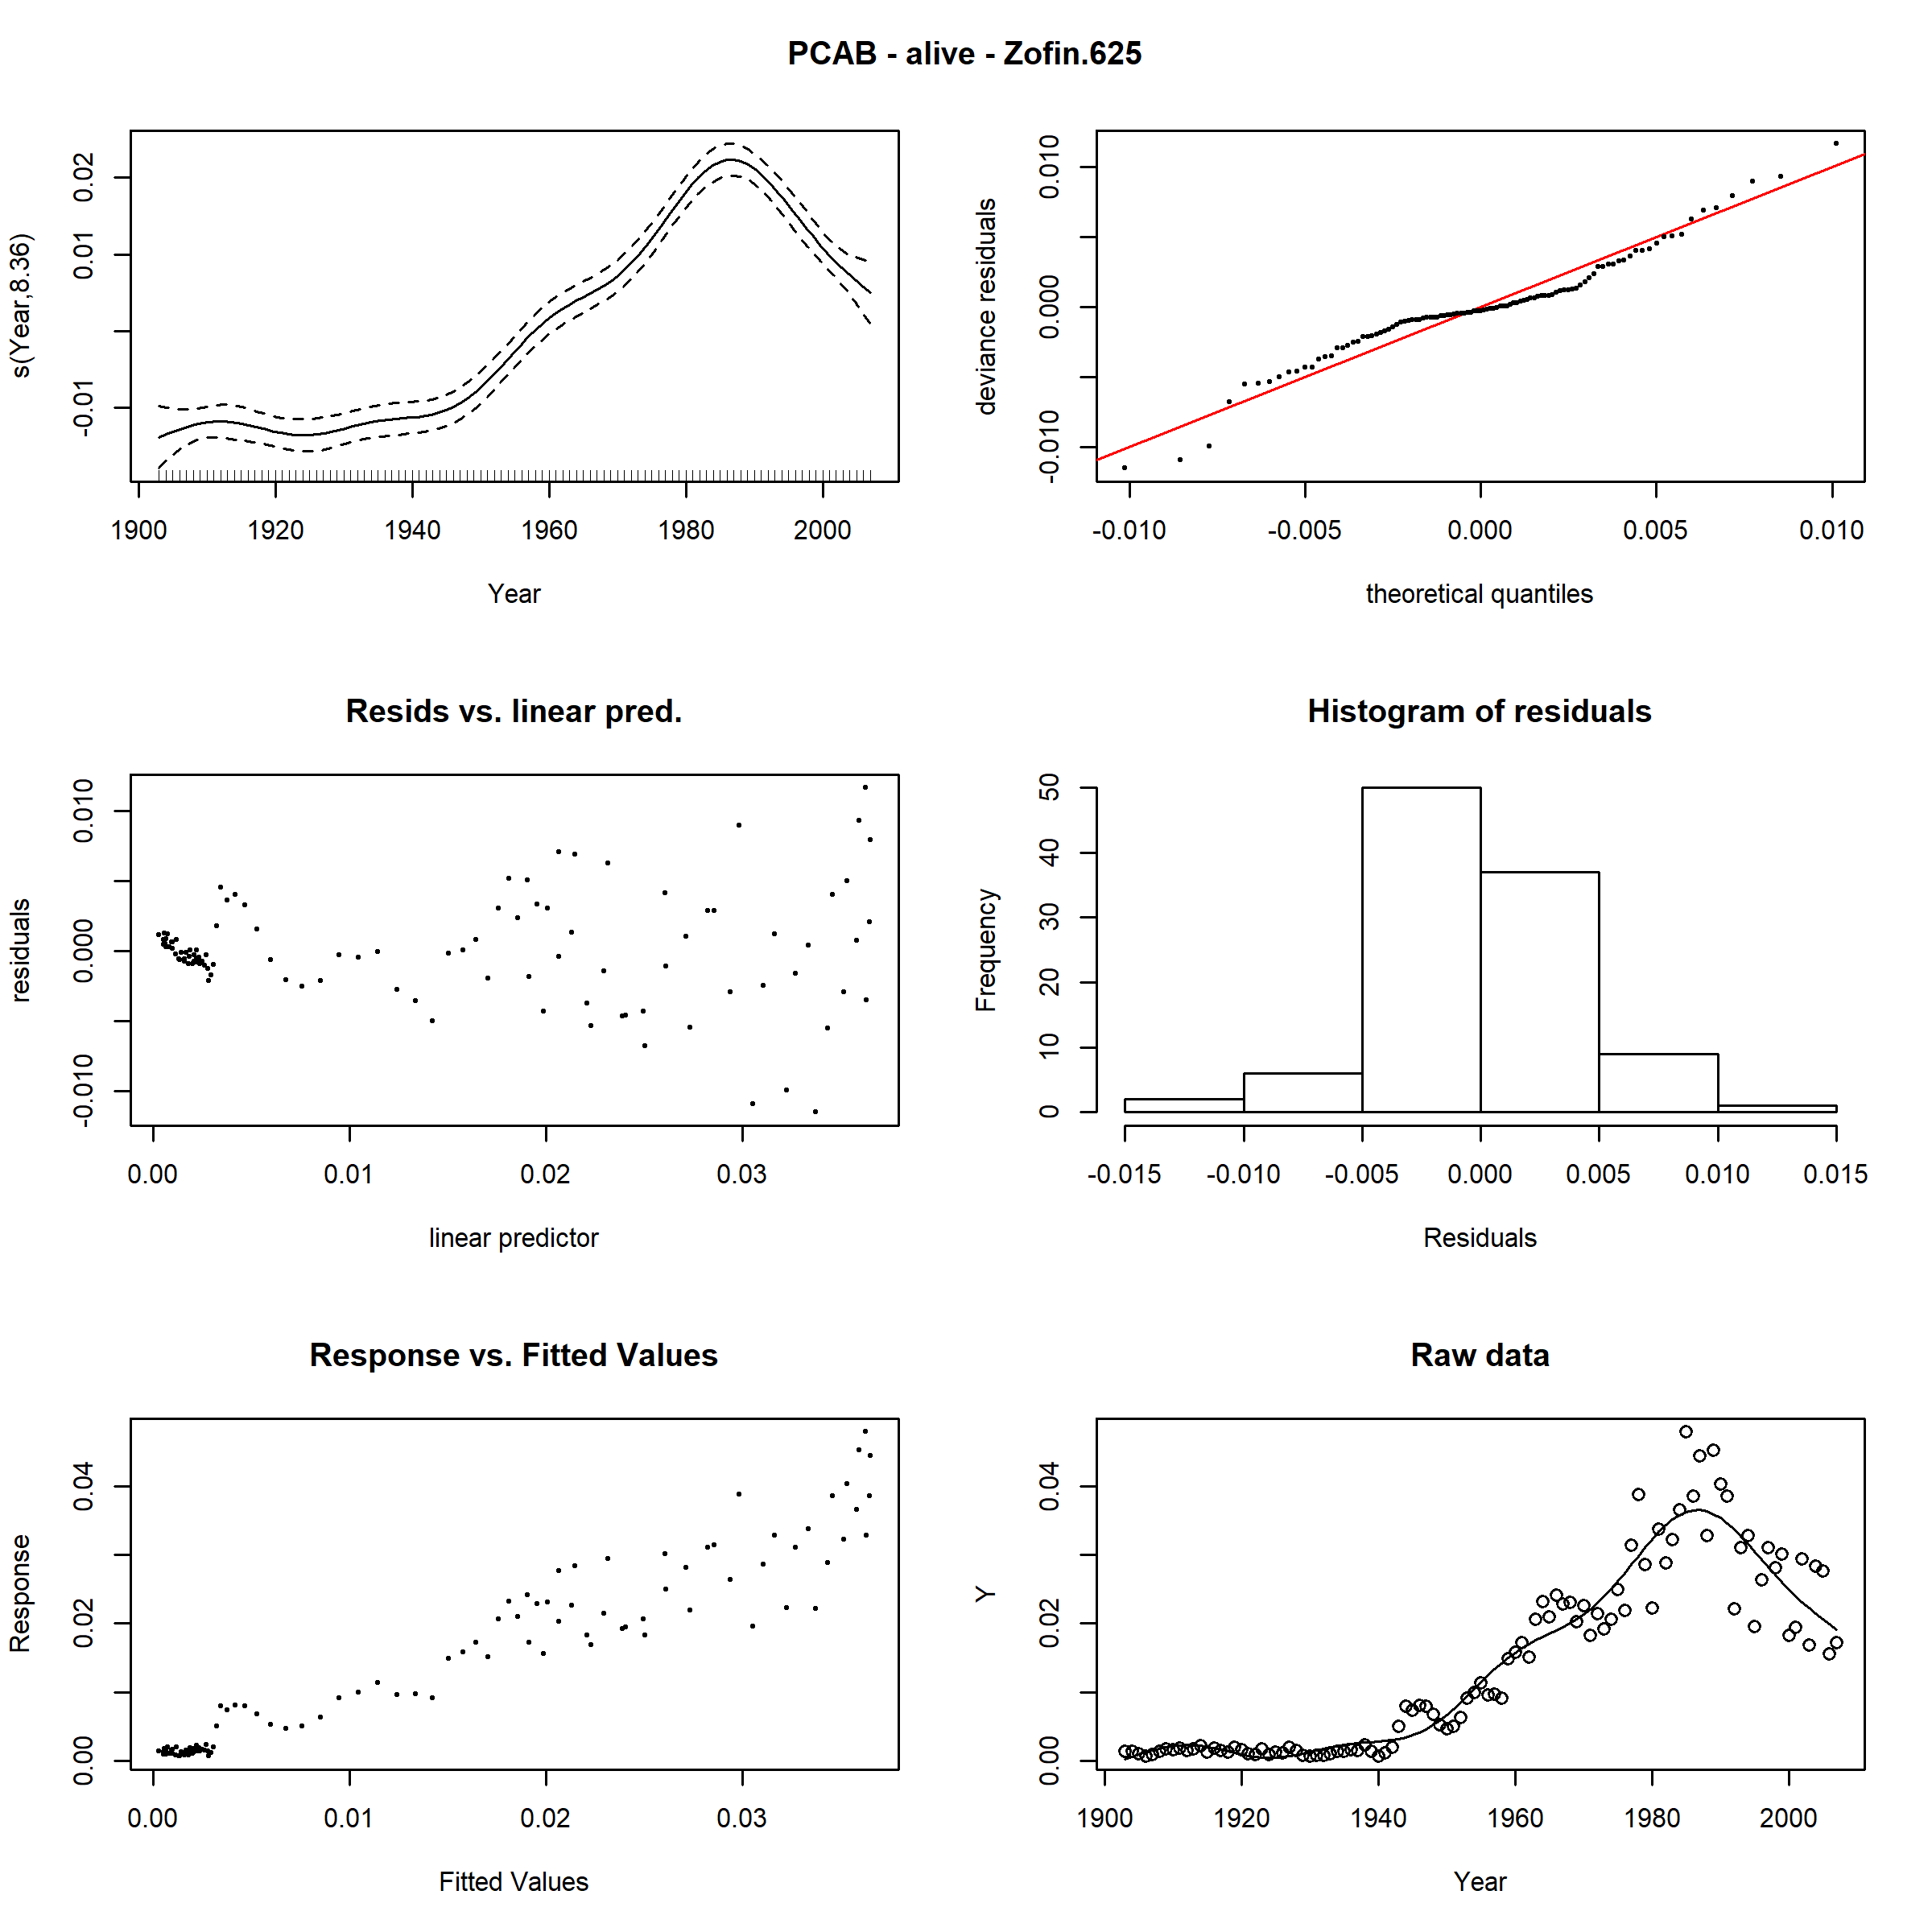 PCAB - alive - Zofin.625
s(Year,8.36)
-0.01
0.01
0.02
1900 1920 1940 1960 1980 2000
Year
deviance residuals
-0.010
0.000
0.010
-0.010 -0.005 0.000 0.005 0.010
theoretical quantiles
Resids vs. linear pred.
residuals
-0.010
0.000
0.010
0.00 0.01 0.02 0.03
linear predictor
Histogram of residuals
Frequency
0
10
20
30
40
50
-0.015 -0.010 -0.005 0.000 0.005 0.010 0.015
Residuals
Response vs. Fitted Values
Response
0.00
0.02
0.04
0.00 0.01 0.02 0.03
Fitted Values
Raw data
Y
0.00
0.02
0.04
1900 1920 1940 1960 1980 2000
Year